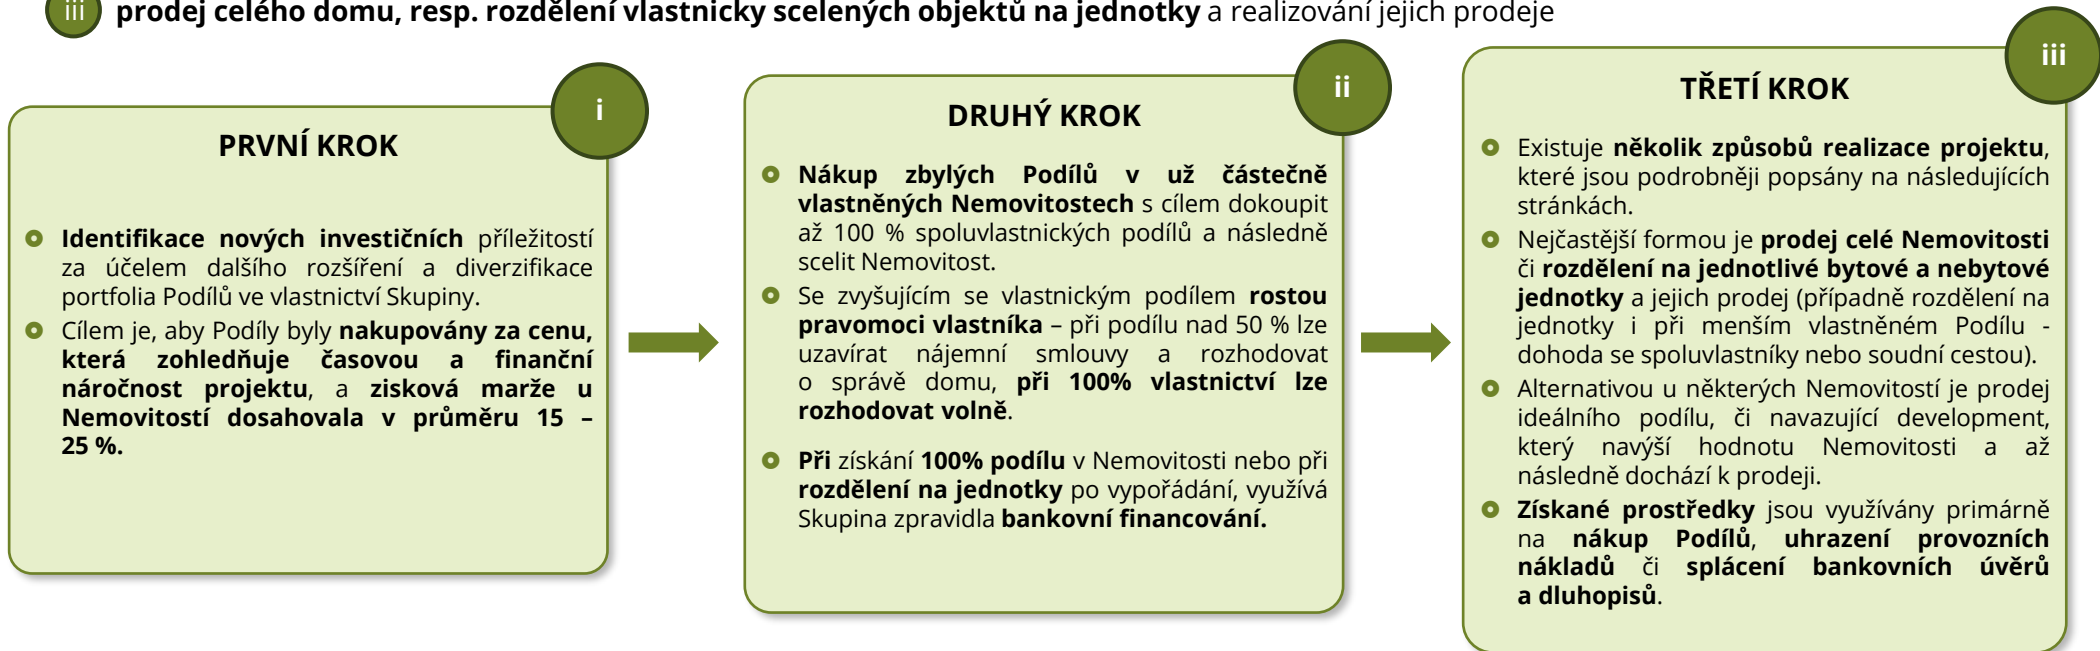 iii prodej celého domu, resp. rozdělení vlastnicky scelených objektů na jednotky a realizování jejich prodeje
i
PRVNÍ KROK
Identifikace nových investičních příležitostí
za účelem dalšího rozšíření a diverzifikace
portfolia Podílů ve vlastnictví Skupiny.
Cílem je, aby Podíly byly nakupovány za cenu,
která zohledňuje časovou a finanční
náročnost projektu, a zisková marže u
Nemovitostí dosahovala v průměru 15 –
25 %.
ii
DRUHÝ KROK
Nákup zbylých Podílů v už částečně
vlastněných Nemovitostech s cílem dokoupit
až 100 % spoluvlastnických podílů a následně
scelit Nemovitost.
Se zvyšujícím se vlastnickým podílem rostou
pravomoci vlastníka – při podílu nad 50 % lze
uzavírat nájemní smlouvy a rozhodovat
o správě domu, při 100% vlastnictví lze
rozhodovat volně.
Při získání 100% podílu v Nemovitosti nebo při
rozdělení na jednotky po vypořádání, využívá
Skupina zpravidla bankovní financování.
iii
TŘETÍ KROK
Existuje několik způsobů realizace projektu,
které jsou podrobněji popsány na následujících
stránkách.
Nejčastější formou je prodej celé Nemovitosti
či rozdělení na jednotlivé bytové a nebytové
jednotky a jejich prodej (případně rozdělení na
jednotky i při menším vlastněném Podílu -
dohoda se spoluvlastníky nebo soudní cestou).
Alternativou u některých Nemovitostí je prodej
ideálního podílu, či navazující development,
který navýší hodnotu Nemovitosti a až
následně dochází k prodeji.
Získané prostředky jsou využívány primárně
na nákup Podílů, uhrazení provozních
nákladů či splácení bankovních úvěrů
a dluhopisů.